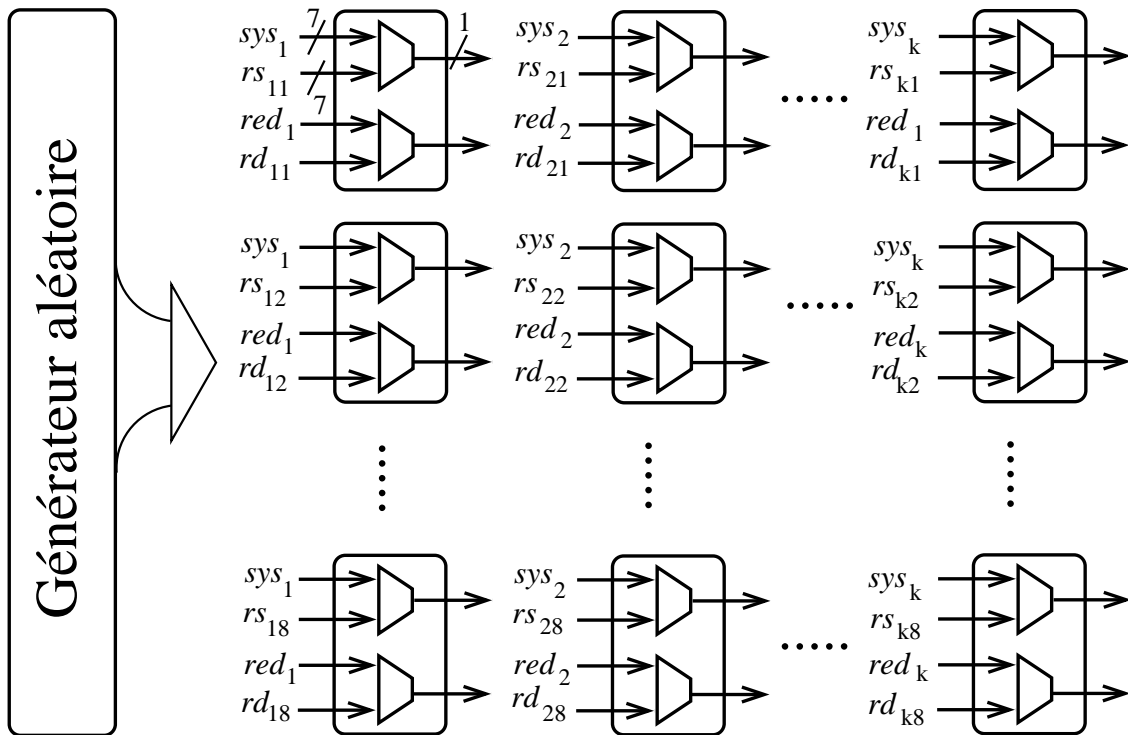 Générateur aléatoire
7
1
sys1
rs11
7
red1
rd11
sys2
rs21
red2
rd21
.....
sysk
rsk1
red1
rdk1
sys1
rs12
red1
rd12
sys2
rs22
red2
rd22
.....
sysk
rsk2
redk
rdk2
.....
.....
.....
sys1
rs18
red1
rd18
sys2
rs28
red2
rd28
.....
sysk
rsk8
redk
rdk8